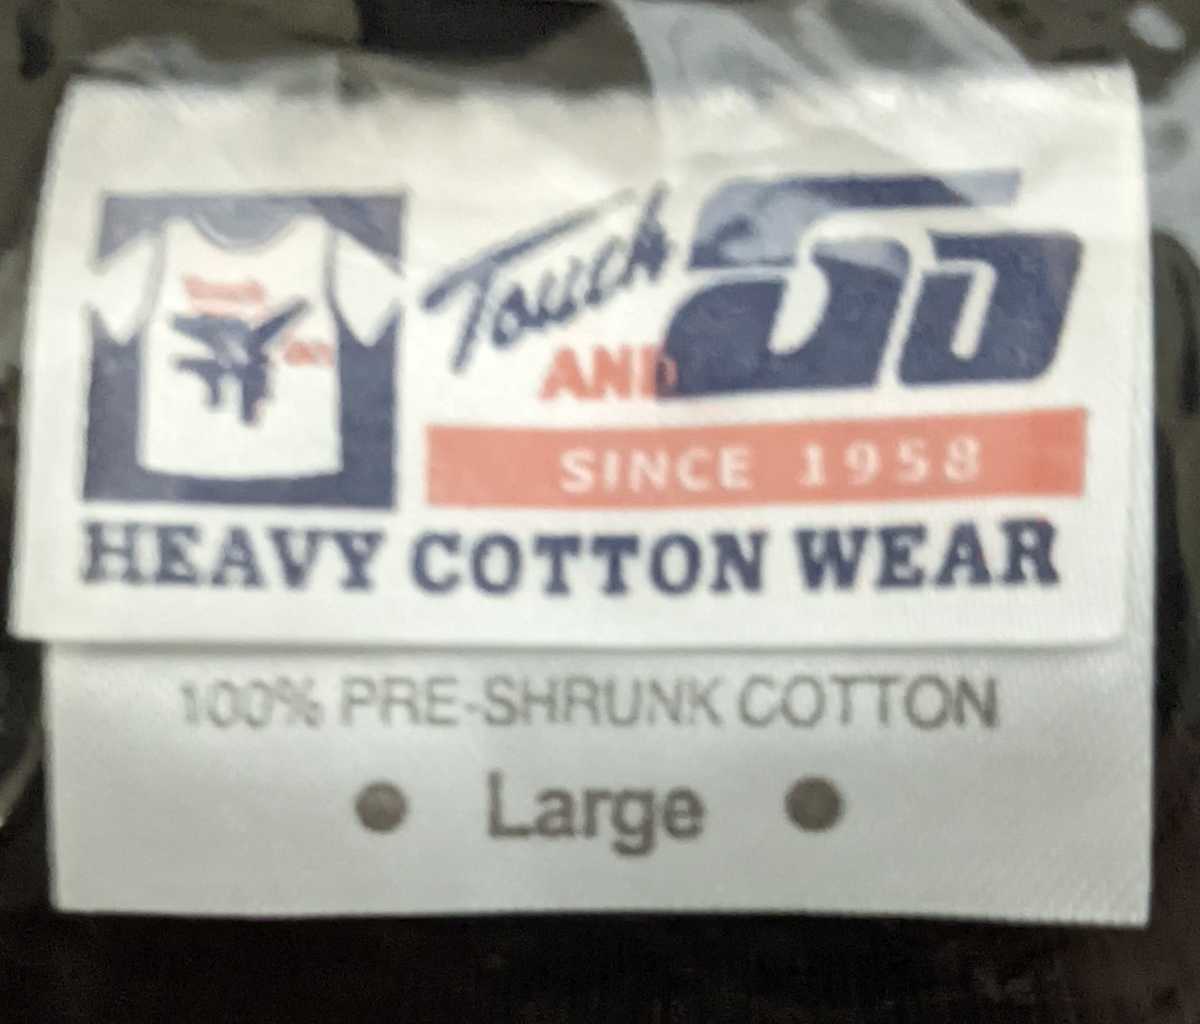 Touch
AND GO
SINCE 1958
HEAVY COTTON WEAR
100% PRE-SHRUNK COTTON
• Large •